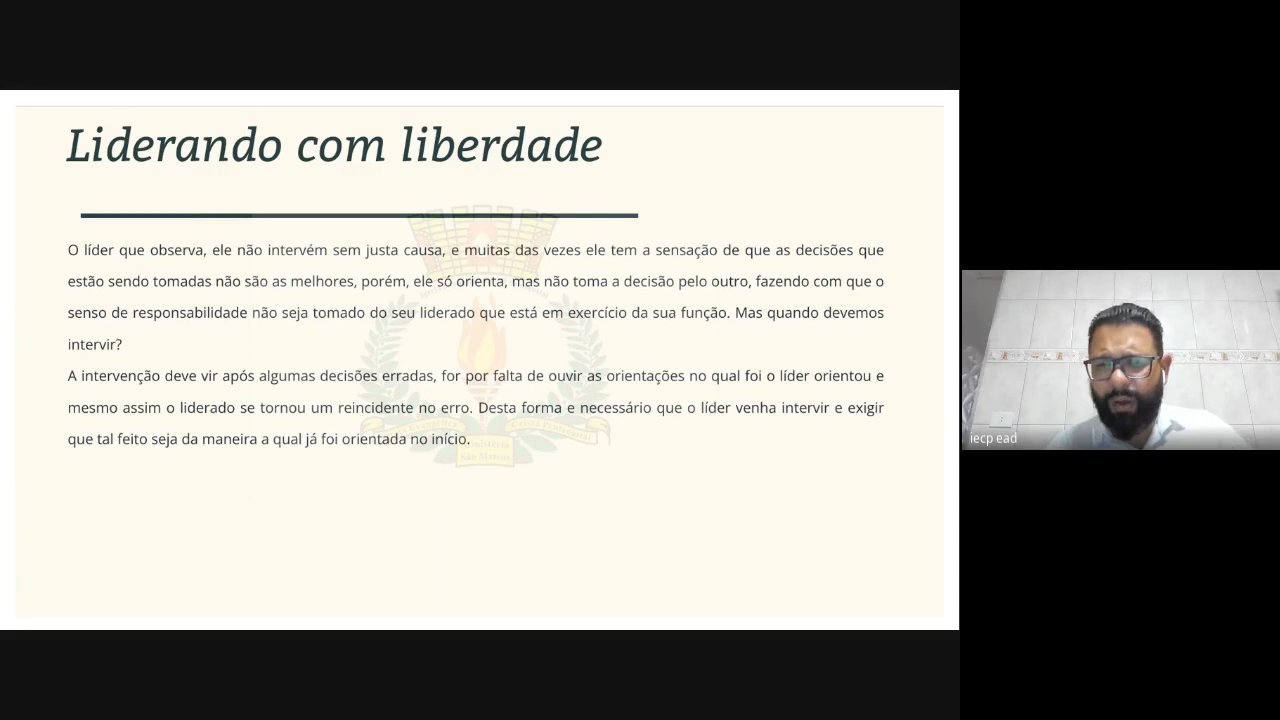 Liderando com liberdade
O líder que observa, ele não intervém sem justa causa, e muitas das vezes ele tem a sensação de que as decisões que
estão sendo tomadas não são as melhores, porém, ele só orienta, mas não toma a decisão pelo outro, fazendo com que o
senso de responsabilidade não seja tomado do seu liderado que está em exercício da sua função. Mas quando devemos
intervir?
A intervenção deve vir após algumas decisões erradas, for por falta de ouvir as orientações no qual foi o líder orientou e
mesmo assim o liderado se tornou um reincidente no erro. Desta forma e necessário que o líder venha intervir e exigir
que tal feito seja da maneira a qual já foi orientada no início.
iecp ead